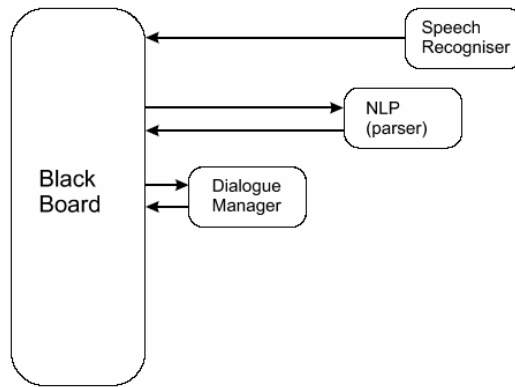 Speech
Recogniser
NLP
(parser)
Black
Board
Dialogue
Manager